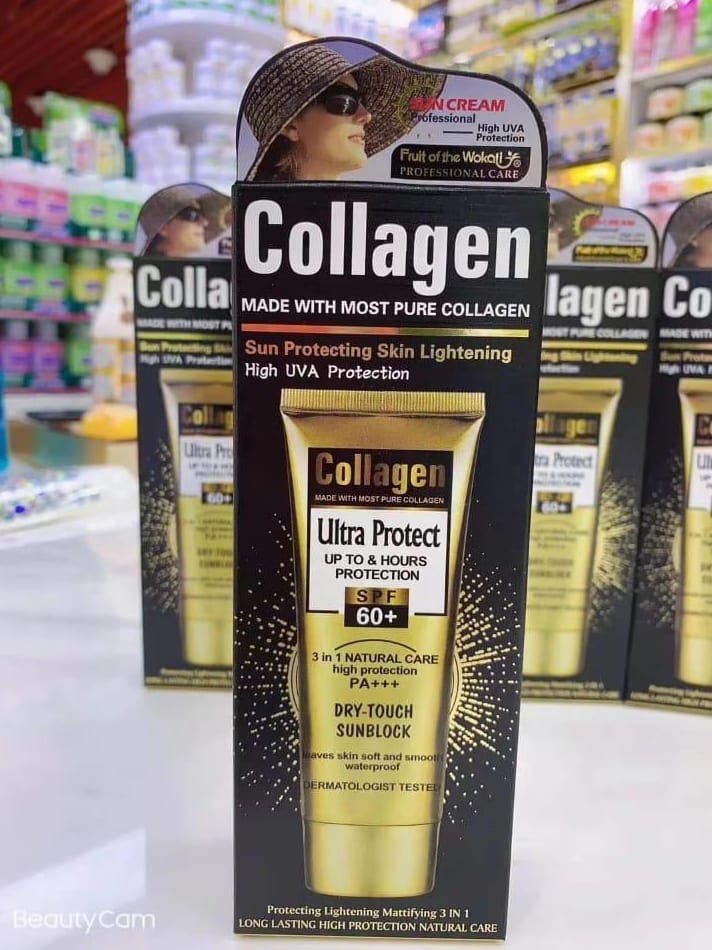 SUN CREAM
Professional
High UVA
Protection
Fruit of the Wokali
PROFESSIONAL CARE
Collagen
MADE WITH MOST PURE COLLAGEN
Sun Protecting Skin Lightening
High UVA Protection
Collagen
MADE WITH MOST PURE COLLAGEN
Ultra Protect
UP TO & HOURS
PROTECTION
SPF
60+
3 in 1 NATURAL CARE
high protection
PA+++
DRY-TOUCH
SUNBLOCK
leaves skin soft and smooth
waterproof
DERMATOLOGIST TESTED
Protecting Lightening Mattifying 3 IN 1
LONG LASTING HIGH PROTECTION NATURAL CARE
BeautyCam